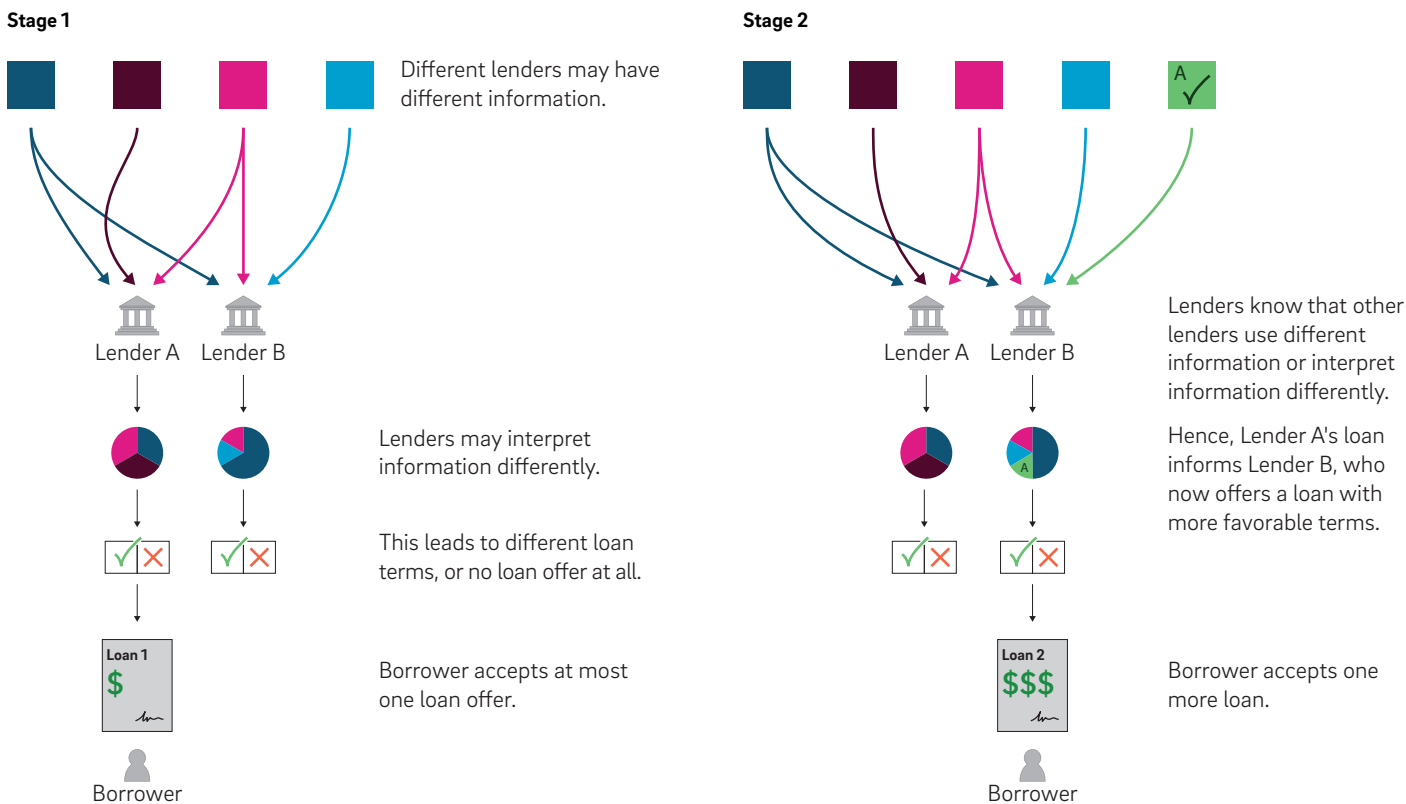 Stage 1
Different lenders may have
different information.
Lender A
Lender B
Lenders may interpret
information differently.
This leads to different loan
terms, or no loan offer at all.
Loan 1
$
Borrower accepts at most
one loan offer.
Borrower
Stage 2
A
Lender A
Lender B
Lenders know that other
lenders use different
information or interpret
information differently.
Hence, Lender A's loan
informs Lender B, who
now offers a loan with
more favorable terms.
A
Loan 2
$$$
Borrower accepts one
more loan.
Borrower